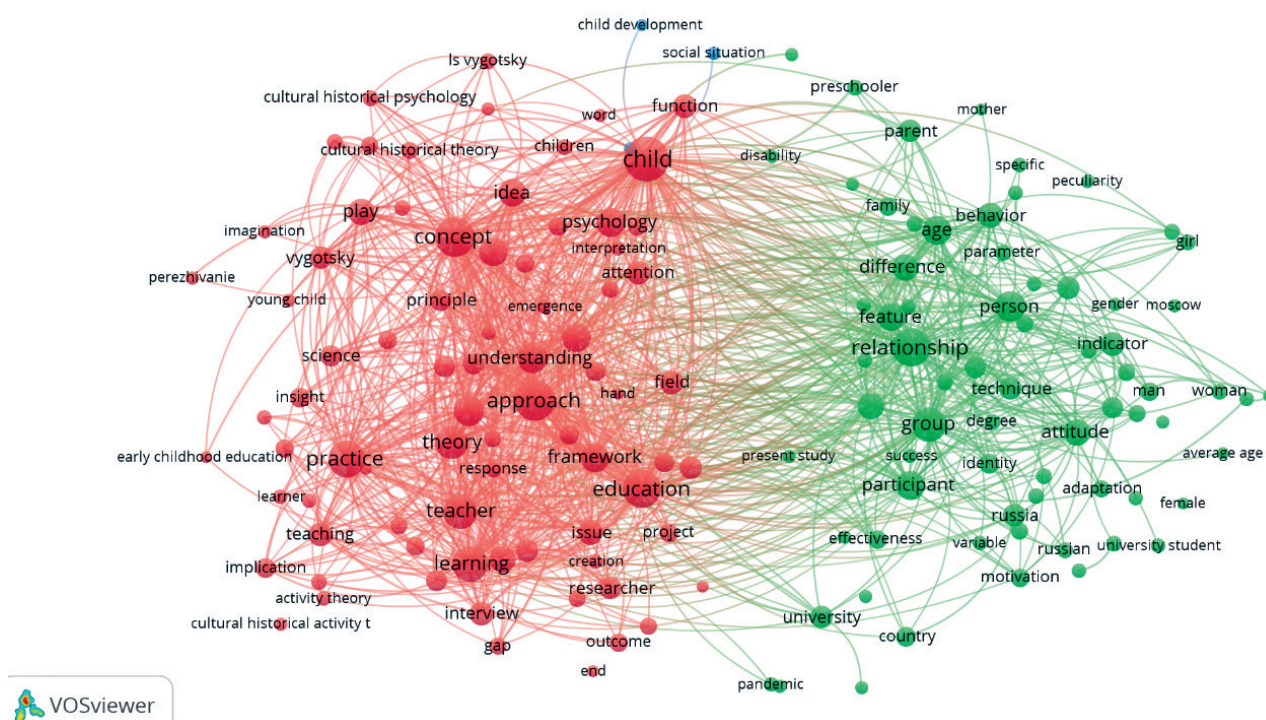 child development
social situation
ls vygotsky
cultural historical psychology
function
preschooler
mother
word
parent
cultural historical theory
children
child
disability
specific
peculiarity
idea
family
play
behavior
psychology
age
imagination
concept
interpretation
parameter
girl
vygotsky
attention
difference
perezhivanie
young child
principle
emergence
person
gender
moscow
feature
science
understanding
relationship
indicator
insight
hand
field
technique
man
woman
approach
group
degree
attitude
early childhood education
practice
theory
response
framework
present study
success
identity
average age
learner
education
participant
adaptation
female
teacher
teaching
issue
project
russia
effectiveness
variable
russian
university student
implication
learning
creation
researcher
motivation
activity theory
interview
university
cultural historical activity t
gap
outcome
country
end
pandemic
VOSviewer